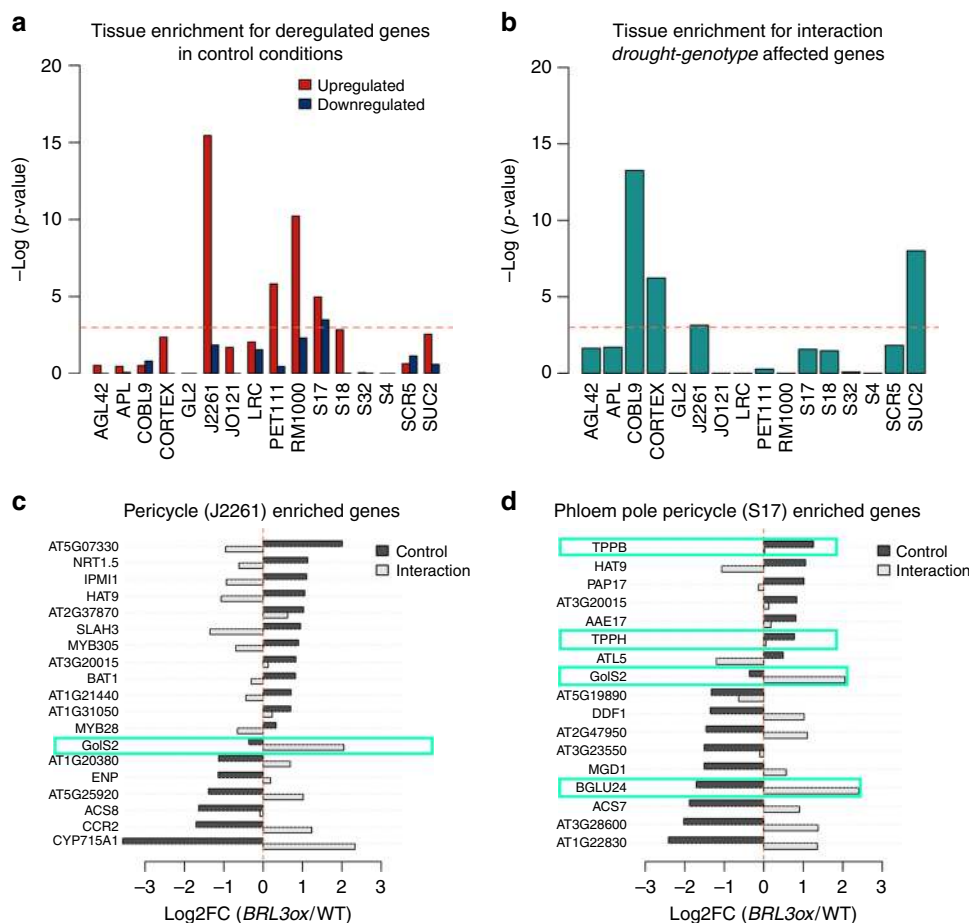 a
Tissue enrichment for deregulated genes
in control conditions
–Log (p-value)
20
15
10
5
0
Upregulated
Downregulated
AGL42
APL
COBL9
CORTEX
GL2
J2261
JO121
LRC
PET111
RM1000
S17
S18
S32
S4
SCR5
SUC2
b
Tissue enrichment for interaction
drought-genotype affected genes
–Log (p-value)
20
15
10
5
0
AGL42
APL
COBL9
CORTEX
GL2
J2261
JO121
LRC
PET111
RM1000
S17
S18
S32
S4
SCR5
SUC2
c
Pericycle (J2261) enriched genes
Control
Interaction
AT5G07330
NRT1.5
IPMI1
HAT9
AT2G37870
SLAH3
MYB305
AT3G20015
BAT1
AT1G21440
AT1G31050
MYB28
GolS2
AT1G20380
ENP
AT5G25920
ACS8
CCR2
CYP715A1
–3 –2 –1 0 1 2 3
Log2FC (BRL3ox/WT)
d
Phloem pole pericycle (S17) enriched genes
Control
Interaction
TPPB
HAT9
PAP17
AT3G20015
AAE17
TPPH
ATL5
GolS2
AT5G19890
DDF1
AT2G47950
AT3G23550
MGD1
BGLU24
ACS7
AT3G28600
AT1G22830
–3 –2 –1 0 1 2 3
Log2FC (BRL3ox/WT)